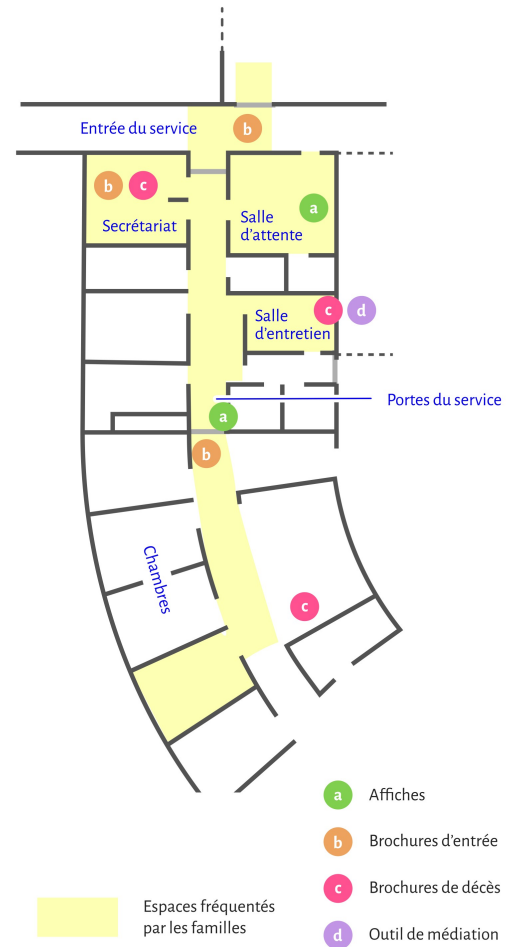 Entrée du service
b
b
c
Secrétariat
Salle
d'attente
a
Salle
d'entretien
c
d
Portes du service
a
b
Chambres
c
a
Affiches
b
Brochures d'entrée
c
Brochures de décès
d
Outil de médiation
Espaces fréquentés
par les familles